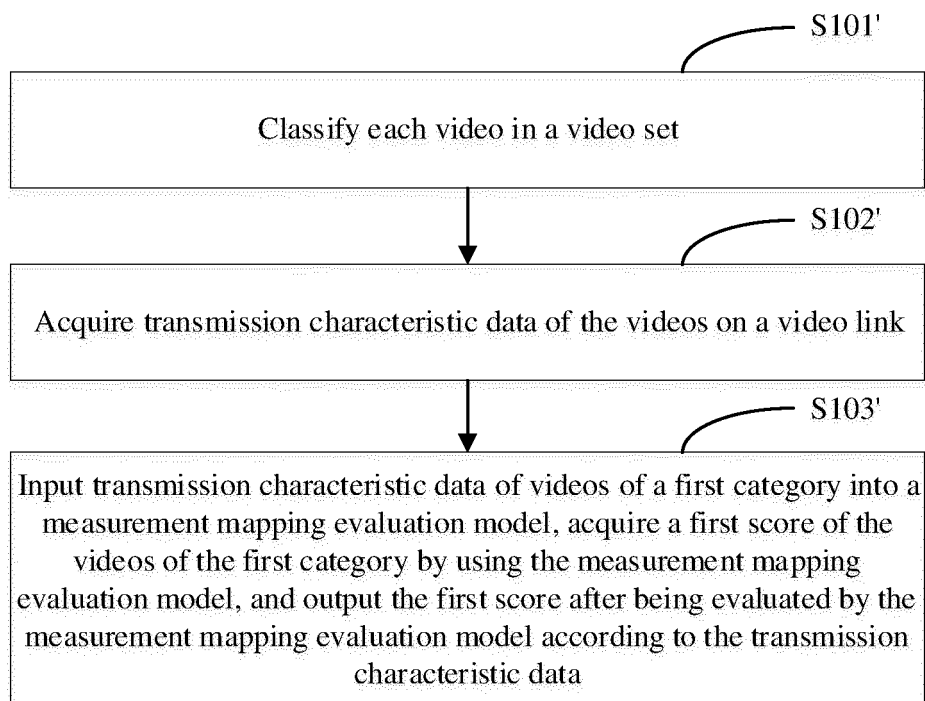 S101'
Classify each video in a video set
S102'
Acquire transmission characteristic data of the videos on a video link
S103'
Input transmission characteristic data of videos of a first category into a
measurement mapping evaluation model, acquire a first score of the
videos of the first category by using the measurement mapping
evaluation model, and output the first score after being evaluated by the
measurement mapping evaluation model according to the transmission
characteristic data